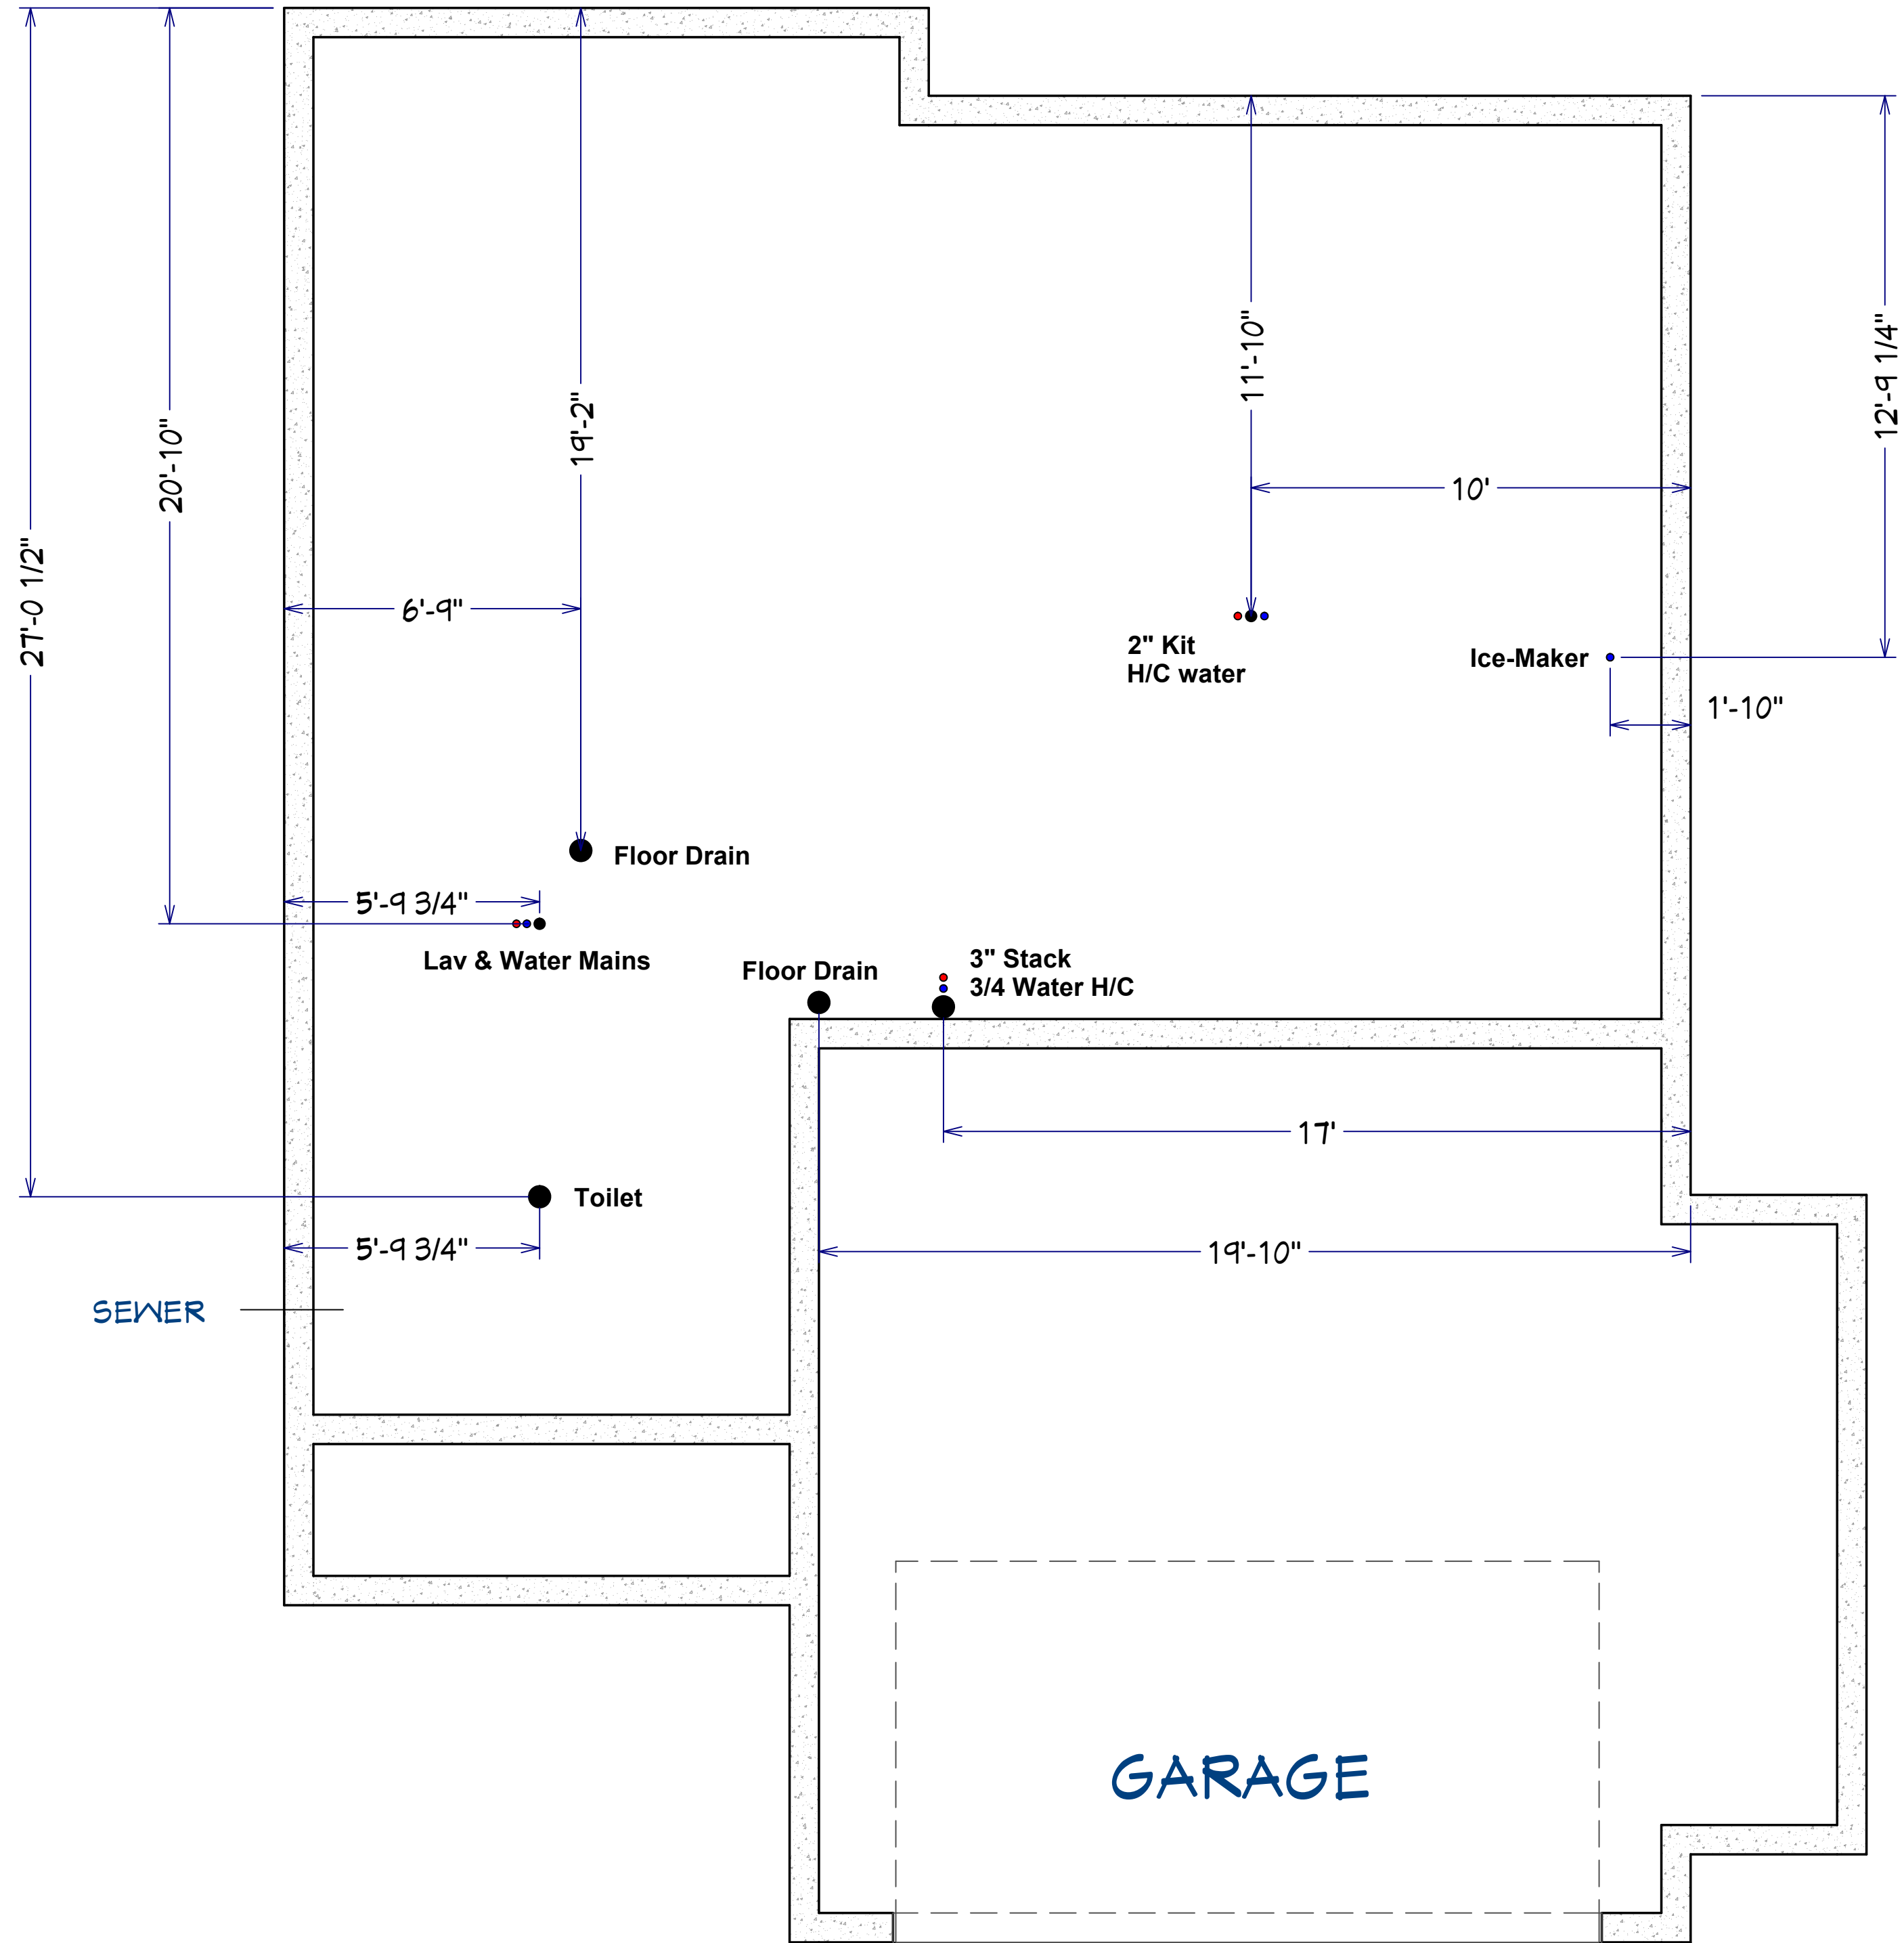 11'-10"
12'-9 1/4"
19'-2"
20'-10"
10'
27'-0 1/2"
6'-9"
2" Kit
H/C water
Ice-Maker
1'-10"
Floor Drain
5'-9 3/4"
Lav & Water Mains
Floor Drain
3" Stack
3/4 Water H/C
17'
Toilet
5'-9 3/4"
19'-10"
SEWER
GARAGE